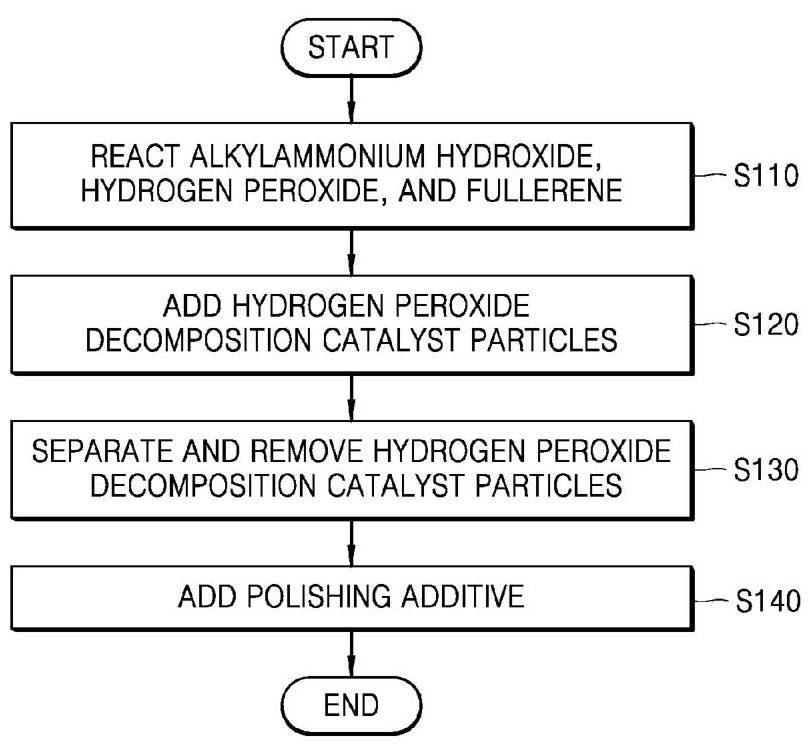 START
REACT ALKYLAMMONIUM HYDROXIDE,
HYDROGEN PEROXIDE, AND FULLERENE
S110
ADD HYDROGEN PEROXIDE
DECOMPOSITION CATALYST PARTICLES
S120
SEPARATE AND REMOVE HYDROGEN PEROXIDE
DECOMPOSITION CATALYST PARTICLES
S130
ADD POLISHING ADDITIVE
S140
END